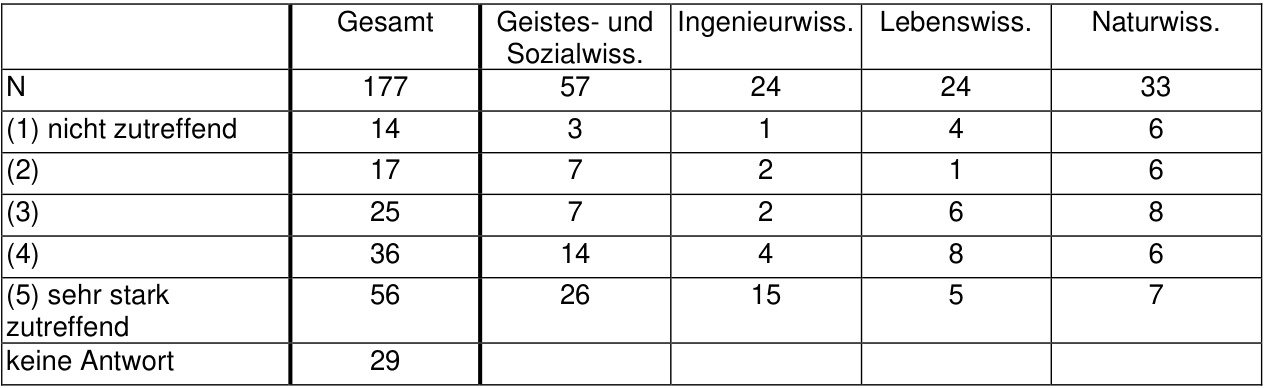 Gesamt Geistes- und Ingenieurwiss. Lebenswiss. Naturwiss.
Sozialwiss.
N 177 57 24 24 33
(1) nicht zutreffend 14 3 1 4 6
(2) 17 7 2 1 6
(3) 25 7 2 6 8
(4) 36 14 4 8 6
(5) sehr stark 56 26 15 5 7
zutreffend
keine Antwort 29